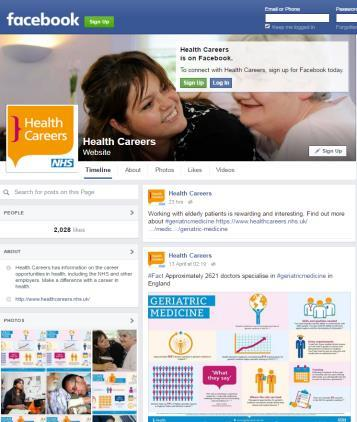 facebook
Sign Up
Email or Phone
Password
Keep me logged in
Forgotten
Health Careers
is on Facebook.
To connect with Health Careers, sign up for Facebook today.
Sign Up
Log In
Health
Careers
NHS
Health Careers
Website
Sign Up
Timeline
About
Photos
Likes
Videos
Search for posts on this Page
PEOPLE
2,028 likes
ABOUT
Health Careers has information on the career
opportunities in health, including the NHS and other
employers. Make a difference with a career in
health.
http://www.healthcareers.nhs.uk/
PHOTOS
Health Careers
23 hrs
Working with elderly patients is rewarding and interesting. Find out more
about #geriatricmedicine https://www.healthcareers.nhs.uk/
.../medic.../geriatric-medicine
Health Careers
13 April at 02:19
#Fact Approximately 2621 doctors specialise in #geriatricmedicine in
England
GERIATRIC
MEDICINE
'What
they say'